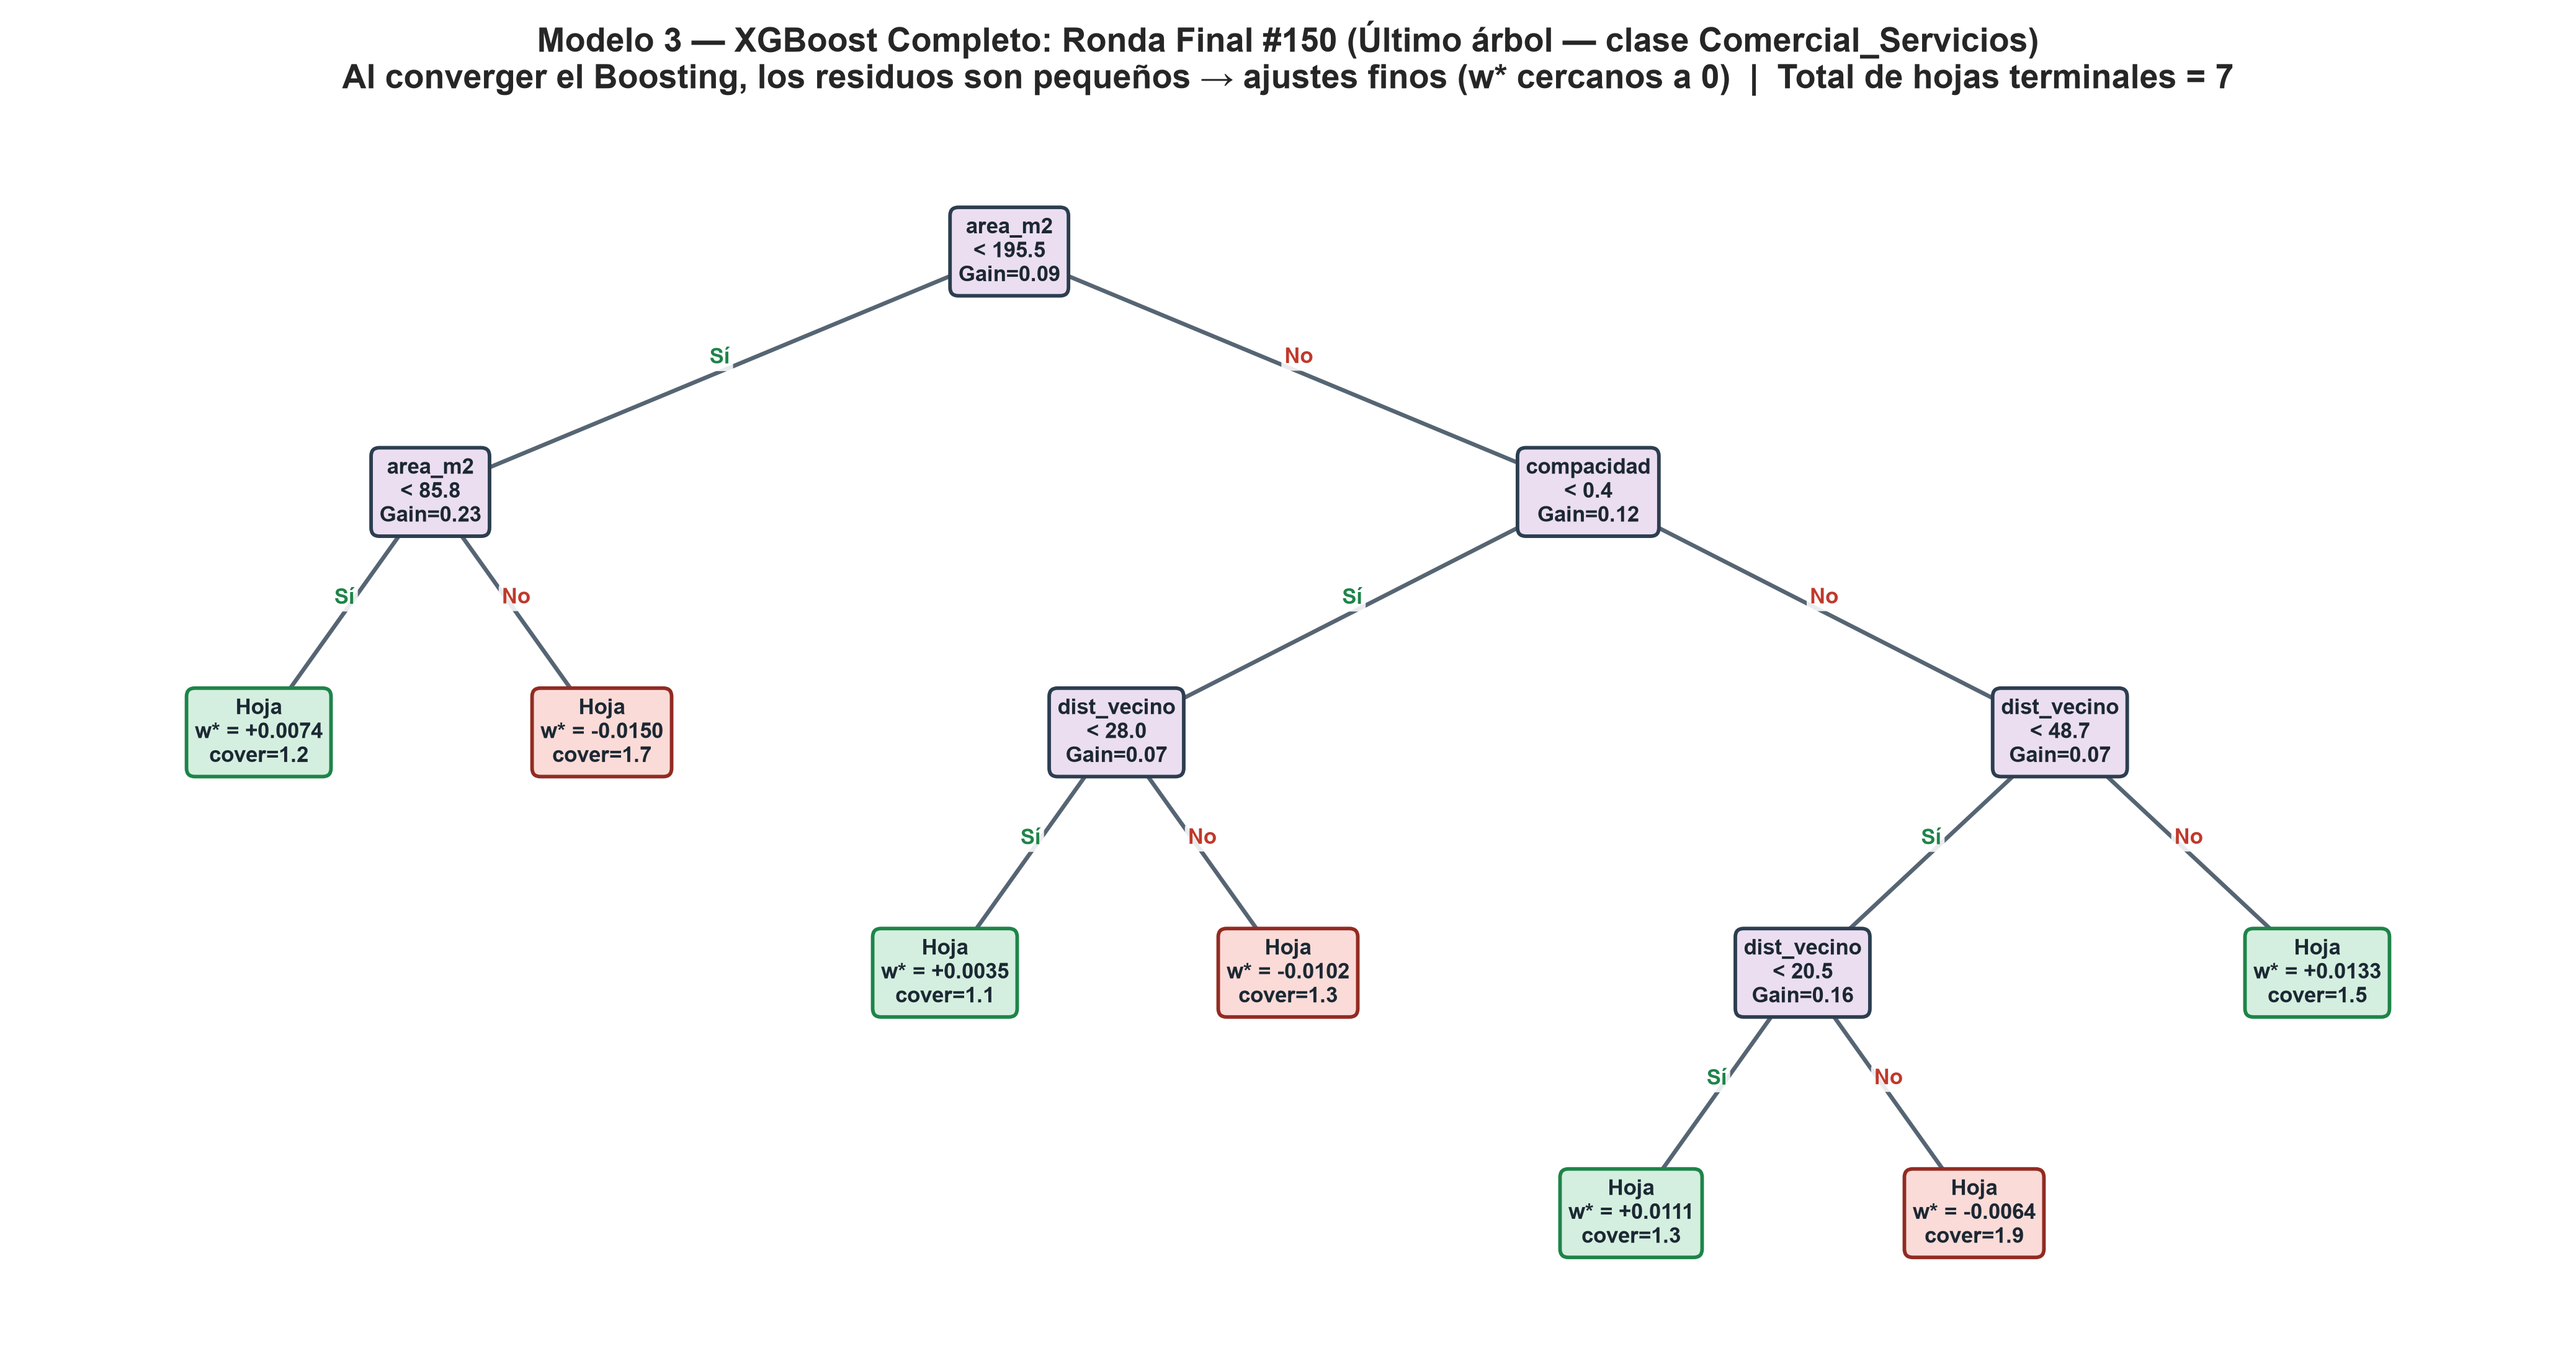 Modelo 3 — XGBoost Completo: Ronda Final #150 (Último árbol — clase Comercial_Servicios)
Al converger el Boosting, los residuos son pequeños → ajustes finos (w* cercanos a 0)  |  Total de hojas terminales = 7
area_m2
< 195.5
Gain=0.09
Sí
No
area_m2
< 85.8
Gain=0.23
compacidad
< 0.4
Gain=0.12
Sí
No
Sí
No
Hoja
w* = +0.0074
cover=1.2
Hoja
w* = -0.0150
cover=1.7
dist_vecino
< 28.0
Gain=0.07
dist_vecino
< 48.7
Gain=0.07
Sí
No
Sí
No
Hoja
w* = +0.0035
cover=1.1
Hoja
w* = -0.0102
cover=1.3
dist_vecino
< 20.5
Gain=0.16
Hoja
w* = +0.0133
cover=1.5
Sí
No
Hoja
w* = +0.0111
cover=1.3
Hoja
w* = -0.0064
cover=1.9